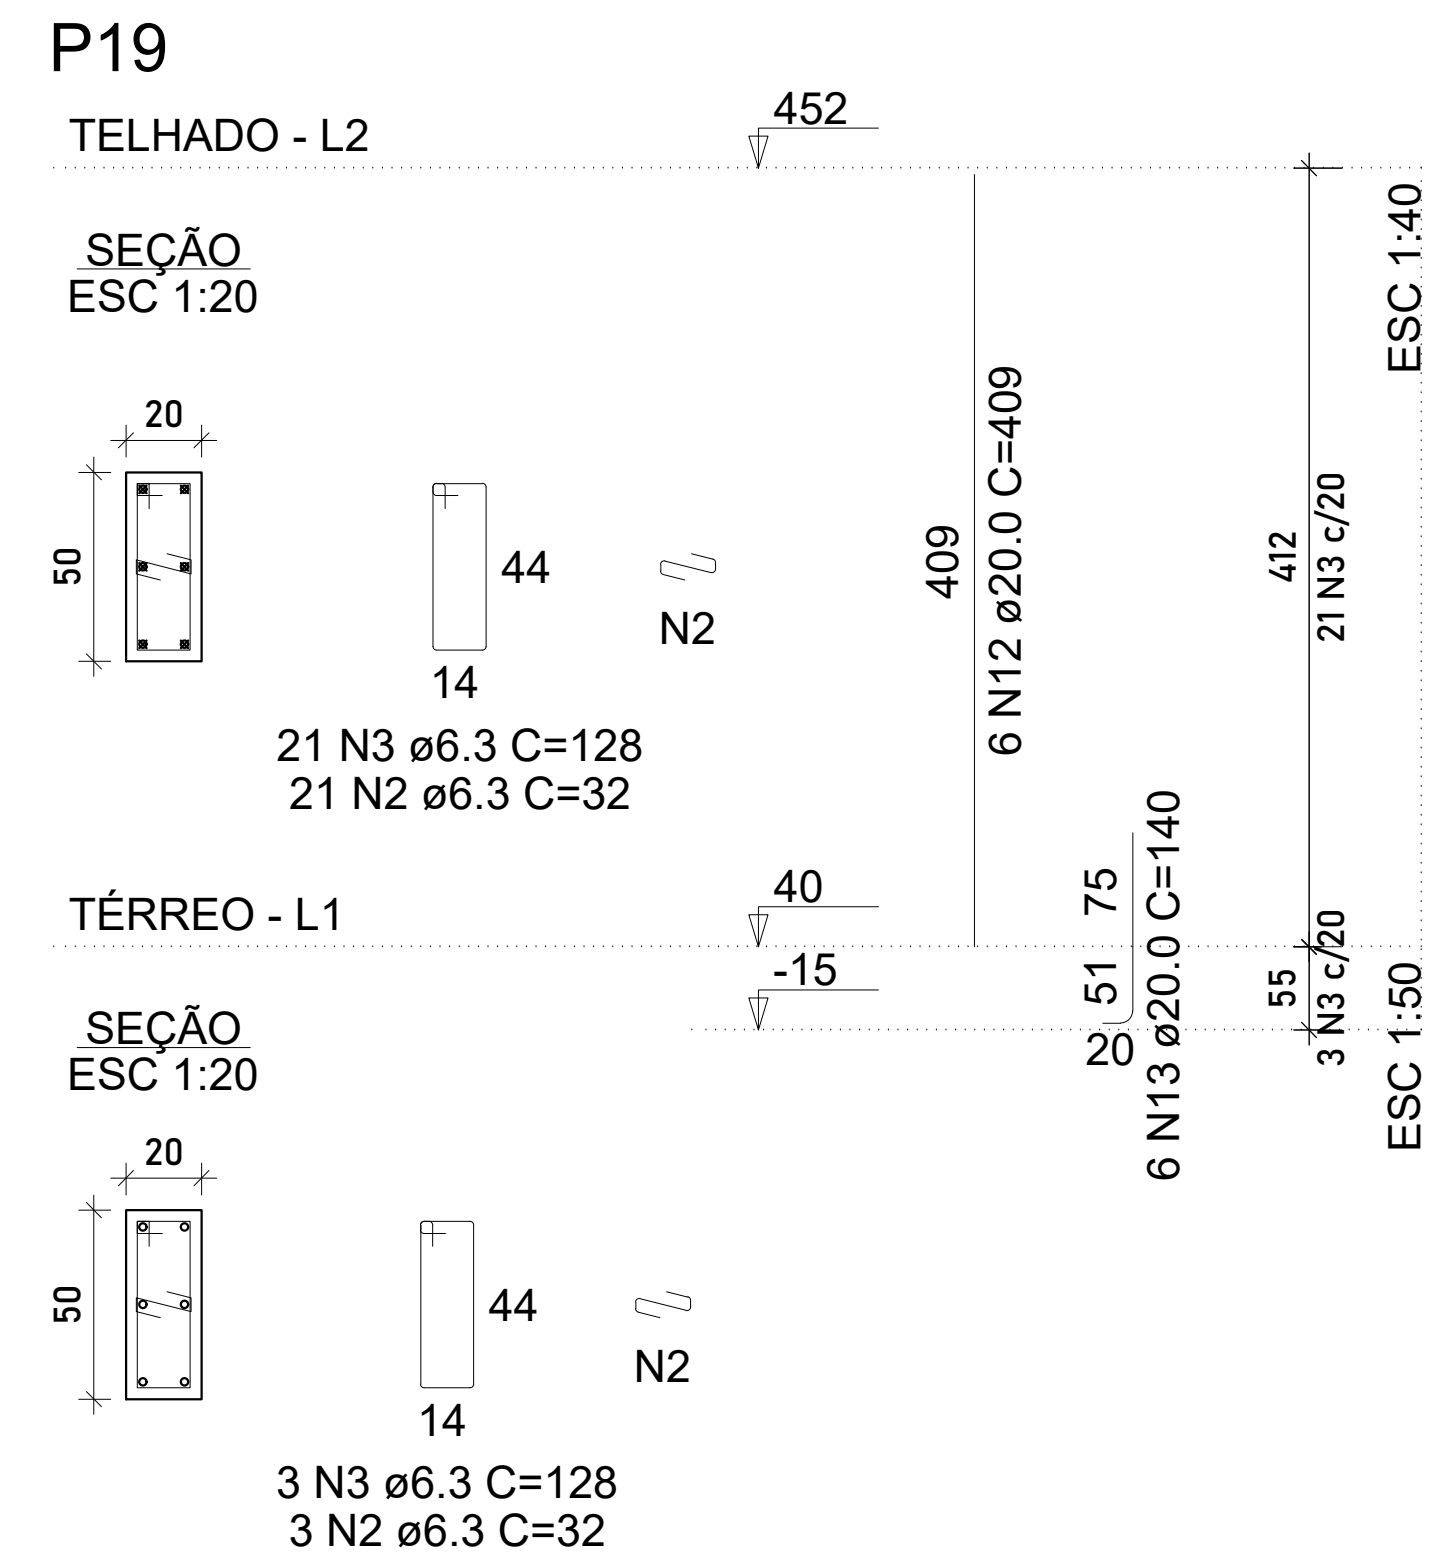 P19
TELHADO - L2
452
SEÇÃO
ESC 1:20
ESC 1:40
20
50
44
14
N2
409
6 N12 ø20.0 C=409
412
21 N3 c/20
21 N3 ø6.3 C=128
21 N2 ø6.3 C=32
TÉRREO - L1
40
-15
51 75
20
6 N13 ø20.0 C=140
55
3 N3 c/20
ESC 1:50
SEÇÃO
ESC 1:20
20
50
44
14
N2
3 N3 ø6.3 C=128
3 N2 ø6.3 C=32